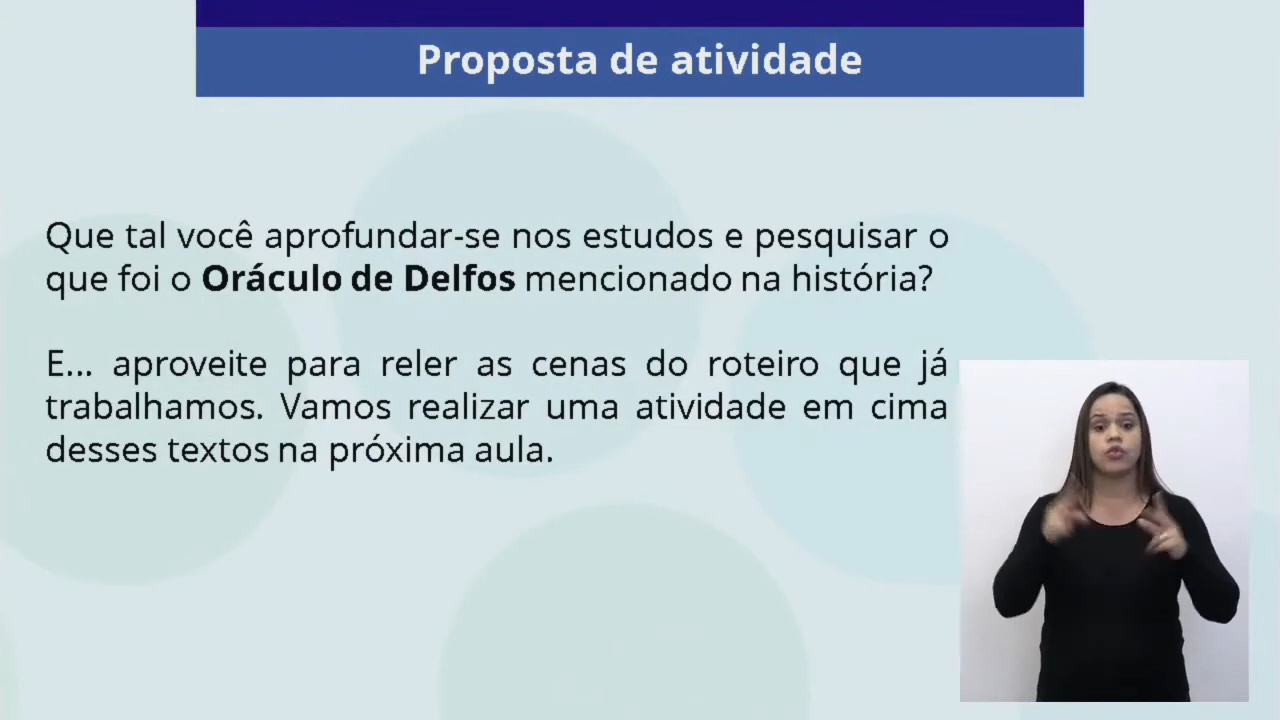 Proposta de atividade
Que tal você aprofundar-se nos estudos e pesquisar o
que foi o Oráculo de Delfos mencionado na história?
E... aproveite para reler as cenas do roteiro que já
trabalhamos. Vamos realizar uma atividade em cima
desses textos na próxima aula.